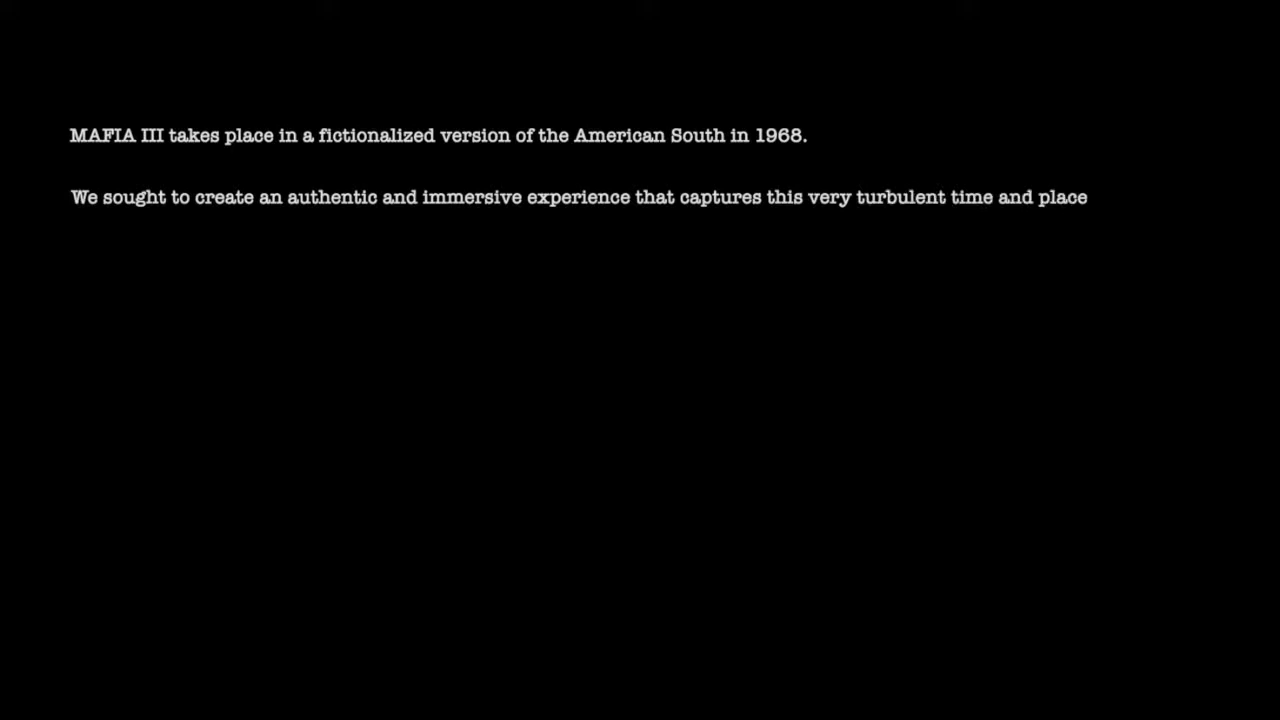 MAFIA III takes place in a fictionalized version of the American South in 1968.
We sought to create an authentic and immersive experience that captures this very turbulent time and place